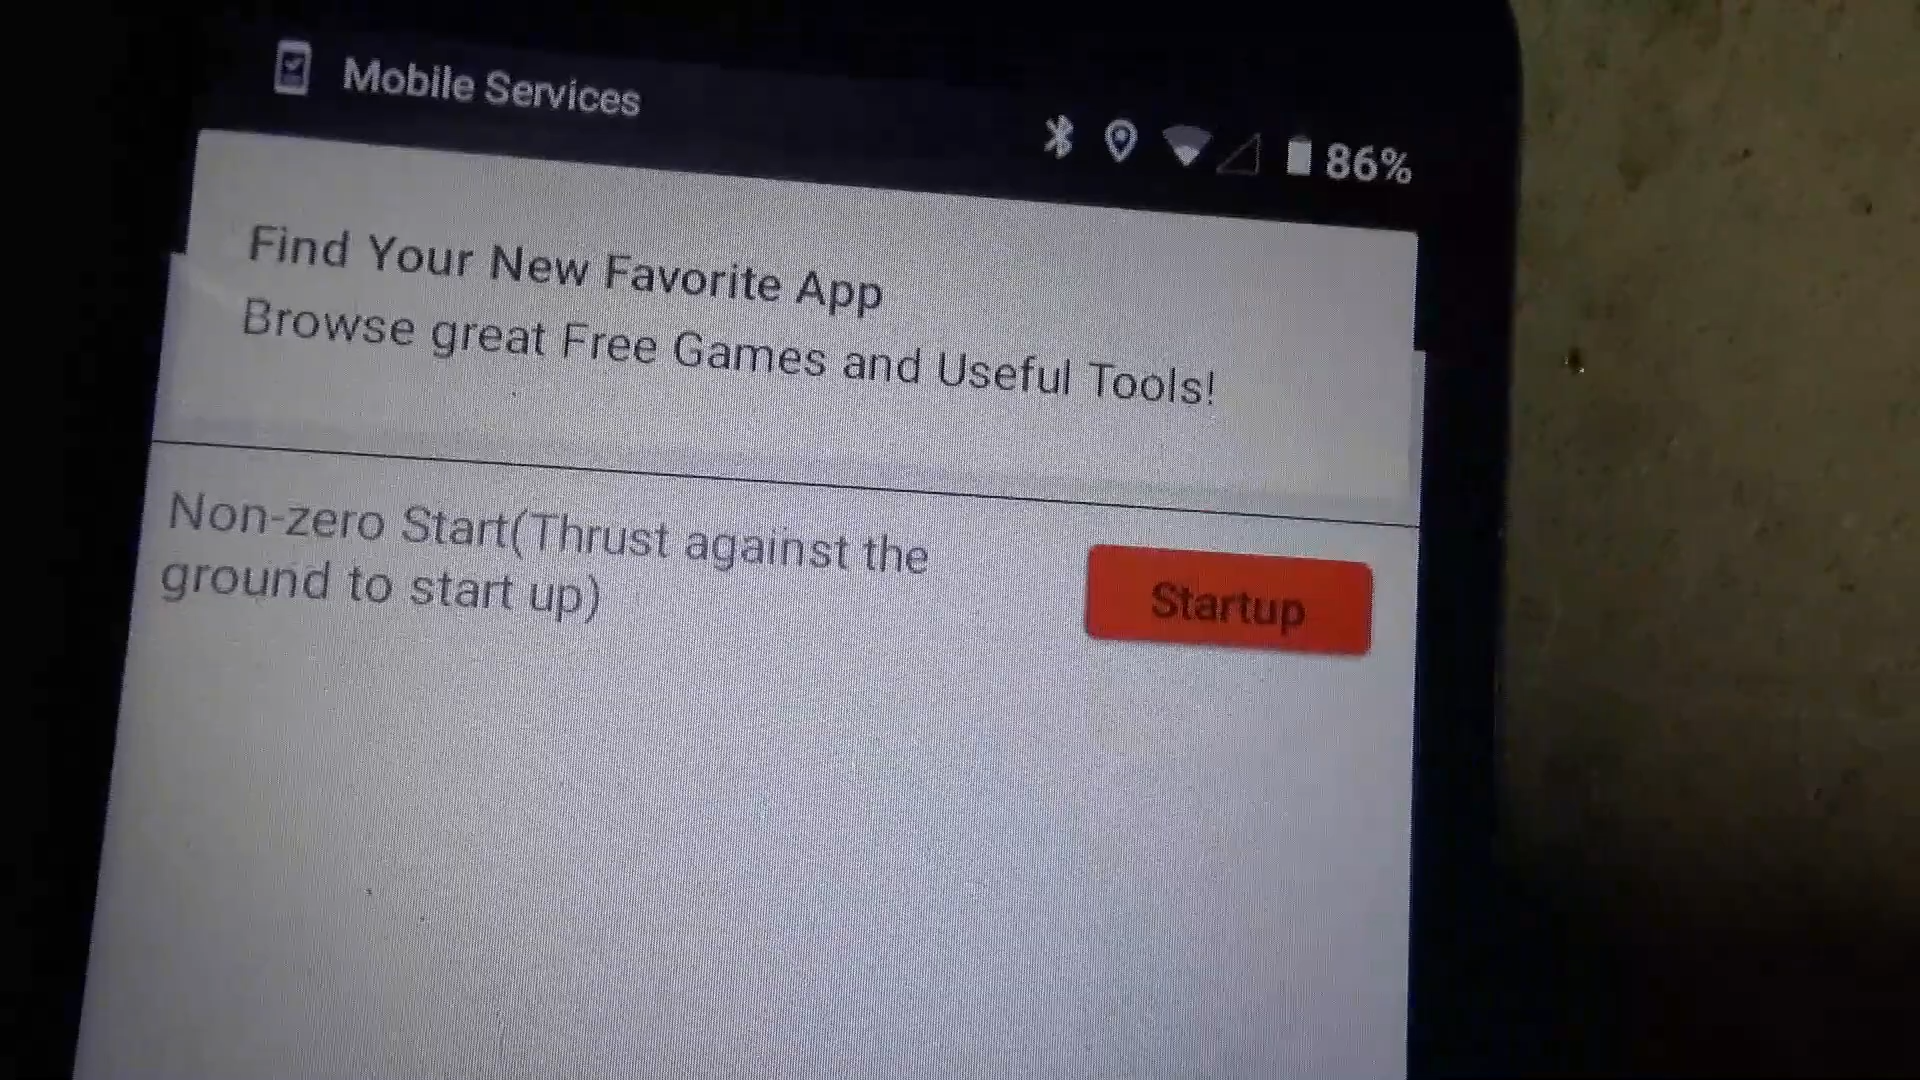 Mobile Services
86%
Find Your New Favorite App
Browse great Free Games and Useful Tools!
Non-zero Start(Thrust against the
ground to start up)
Startup